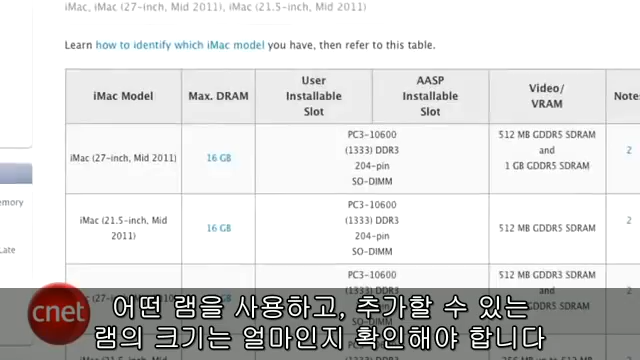 iMac, iMac (27-inch, Mid 2011), iMac (21.5-inch, Mid 2011)
Learn how to identify which iMac model you have, then refer to this table.
iMac Model
Max. DRAM
User Installable Slot
AASP Installable Slot
Video/ VRAM
Note
iMac (27-inch, Mid 2011)
16 GB
PC3-10600 (1333) DDR3 204-pin SO-DIMM
512 MB GDDR5 SDRAM and 1 GB GDDR5 SDRAM
2
iMac (21.5-inch, Mid 2011)
16 GB
PC3-10600 (1333) DDR3 204-pin SO-DIMM
512 MB GDDR5 SDRAM
2
PC3-10600 (1333) DDR3
512 MB GDDR5 SDRAM
emory
Late
cnet
어떤 램을 사용하고, 추가할 수 있는
램의 크기는 얼마인지 확인해야 합니다